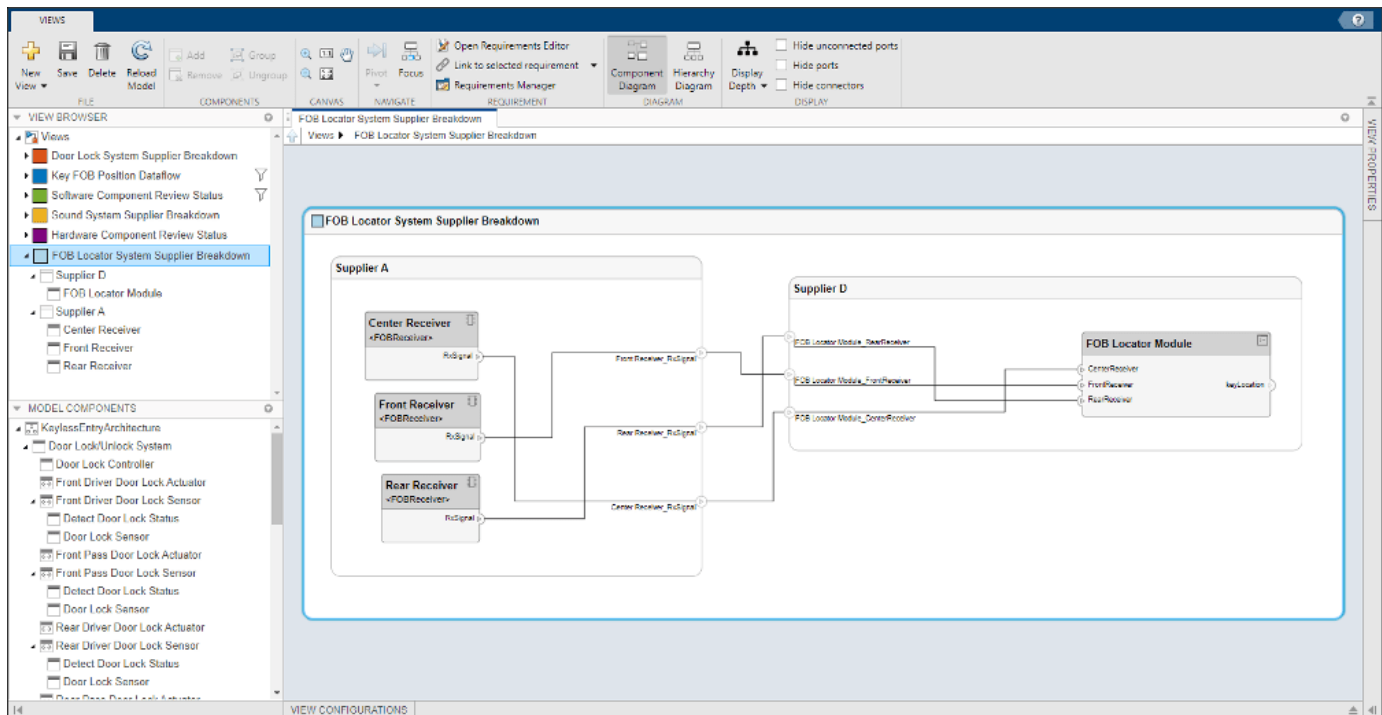 VIEWS
?
New View
Save
Delete
Reload Model
Add
Remove
Group
Ungroup
Pivot
Focus
Open Requirements Editor
Link to selected requirement
Requirements Manager
Component Diagram
Hierarchy Diagram
Display Depth
Hide unconnected ports
Hide ports
Hide connectors
FILE
COMPONENTS
CANVAS
NAVIGATE
REQUIREMENT
DIAGRAM
DISPLAY
VIEW BROWSER
Views
Door Lock System Supplier Breakdown
Key FOB Position Dataflow
Software Component Review Status
Sound System Supplier Breakdown
Hardware Component Review Status
FOB Locator System Supplier Breakdown
Supplier D
FOB Locator Module
Supplier A
Center Receiver
Front Receiver
Rear Receiver
MODEL COMPONENTS
KeylessEntryArchitecture
Door Lock/Unlock System
Door Lock Controller
Front Driver Door Lock Actuator
Front Driver Door Lock Sensor
Detect Door Lock Status
Door Lock Sensor
Front Pass Door Lock Actuator
Front Pass Door Lock Sensor
Detect Door Lock Status
Door Lock Sensor
Rear Driver Door Lock Actuator
Rear Driver Door Lock Sensor
Detect Door Lock Status
Door Lock Sensor
FOB Locator System Supplier Breakdown
Views
FOB Locator System Supplier Breakdown
FOB Locator System Supplier Breakdown
Supplier A
Center Receiver
<FOBReceiver>
RxSignal
Front Receiver
<FOBReceiver>
RxSignal
Rear Receiver
<FOBReceiver>
RxSignal
Front Receiver_RxSignal
Rear Receiver_RxSignal
Center Receiver_RxSignal
Supplier D
FOB Locator Module_RearReceiver
FOB Locator Module_FrontReceiver
FOB Locator Module_CenterReceiver
FOB Locator Module
CenterReceiver
FrontReceiver
RearReceiver
keyLocation
VIEW PROPERTIES
VIEW CONFIGURATIONS